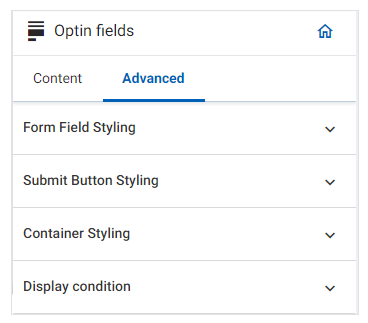 Optin fields
Content Advanced
Form Field Styling
Submit Button Styling
Container Styling
Display condition